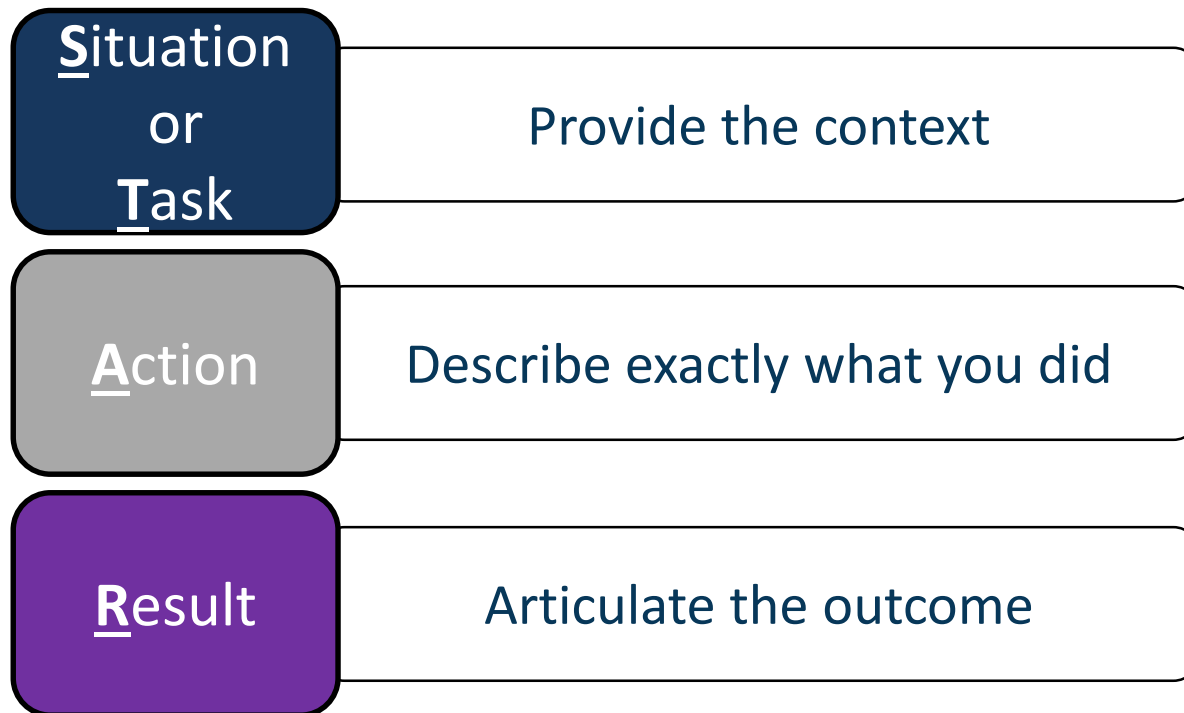 Situation
or
Task
Provide the context
Action
Describe exactly what you did
Result
Articulate the outcome